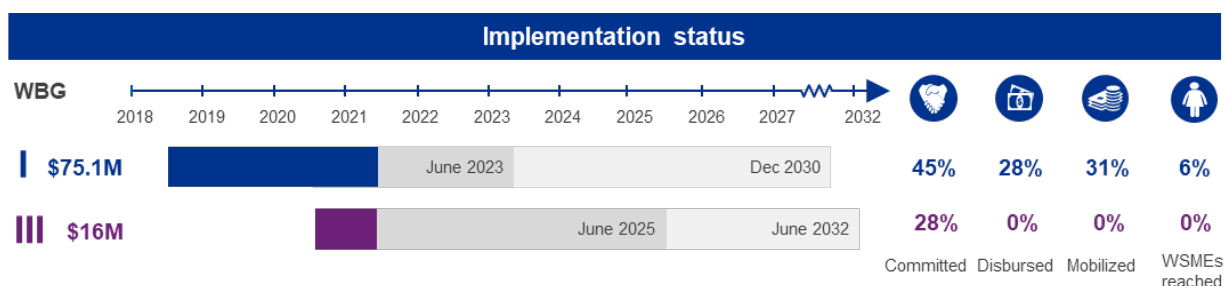 Implementation status
WBG
2018 2019 2020 2021 2022 2023 2024 2025 2026 2027 2032
I $75.1M June 2023 Dec 2030 45% 28% 31% 6%
III $16M June 2025 June 2032 28% 0% 0% 0%
Committed Disbursed Mobilized WSMEs
reached